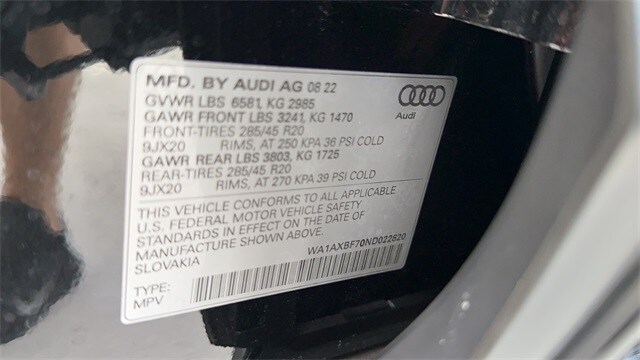 MFD. BY AUDI AG 08 22
GVWR LBS 6581, KG 2985
GAWR FRONT LBS 3241, KG 1470
FRONT-TIRES 285/45 R20
9JX20 RIMS, AT 250 KPA 36 PSI COLD
GAWR REAR LBS 3803, KG 1725
REAR-TIRES 285/45 R20
9JX20 RIMS, AT 270 KPA 39 PSI COLD
Audi
THIS VEHICLE CONFORMS TO ALL APPLICABLE
U.S. FEDERAL MOTOR VEHICLE SAFETY
STANDARDS IN EFFECT ON THE DATE OF
MANUFACTURE SHOWN ABOVE.
SLOVAKIA
WA1AXBF70ND022820
TYPE:
MPV